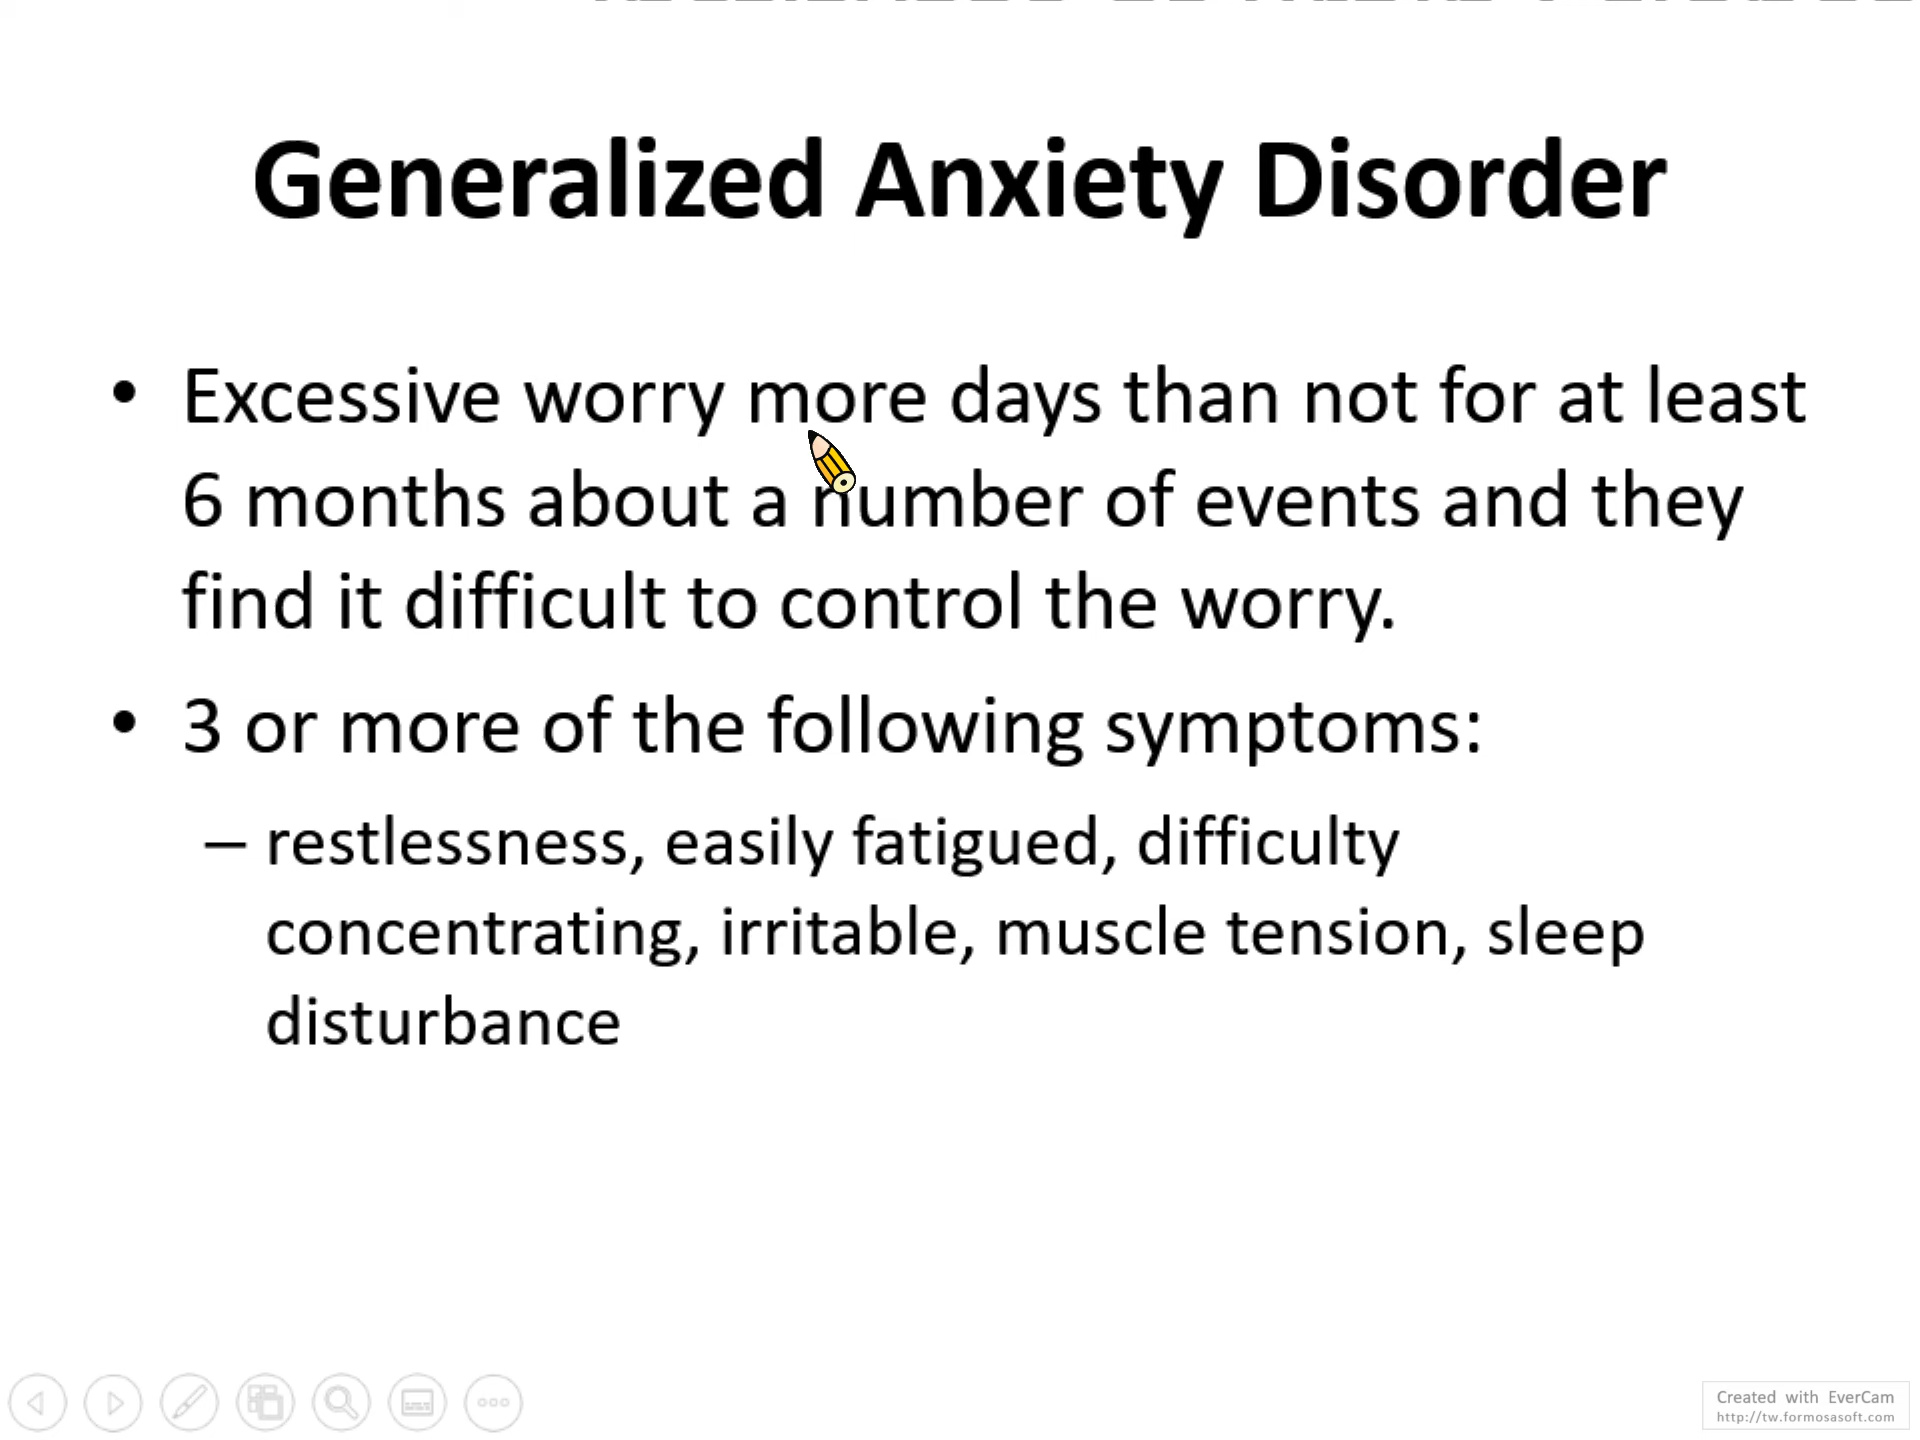 Generalized Anxiety Disorder
• Excessive worry more days than not for at least
6 months about a number of events and they
find it difficult to control the worry.
• 3 or more of the following symptoms:
– restlessness, easily fatigued, difficulty
concentrating, irritable, muscle tension, sleep
disturbance
Created with EverCam
http://tw.formosasoft.com